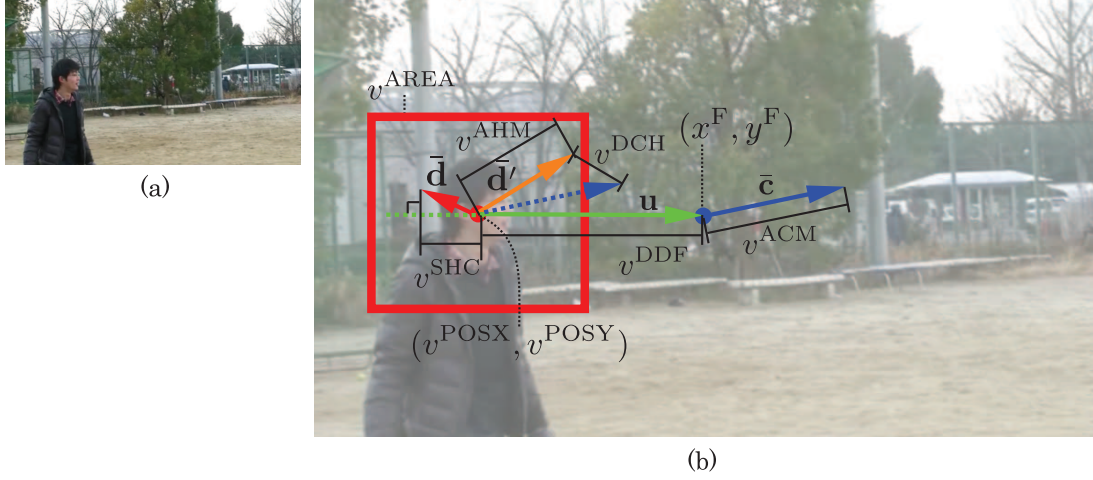 v^AREA
v^AHM
(x^F, y^F)
v^DCH
d̄
d̄′
c̄
u
v^ACM
v^SHC
v^DDF
(v^POSX, v^POSY)
(a)
(b)